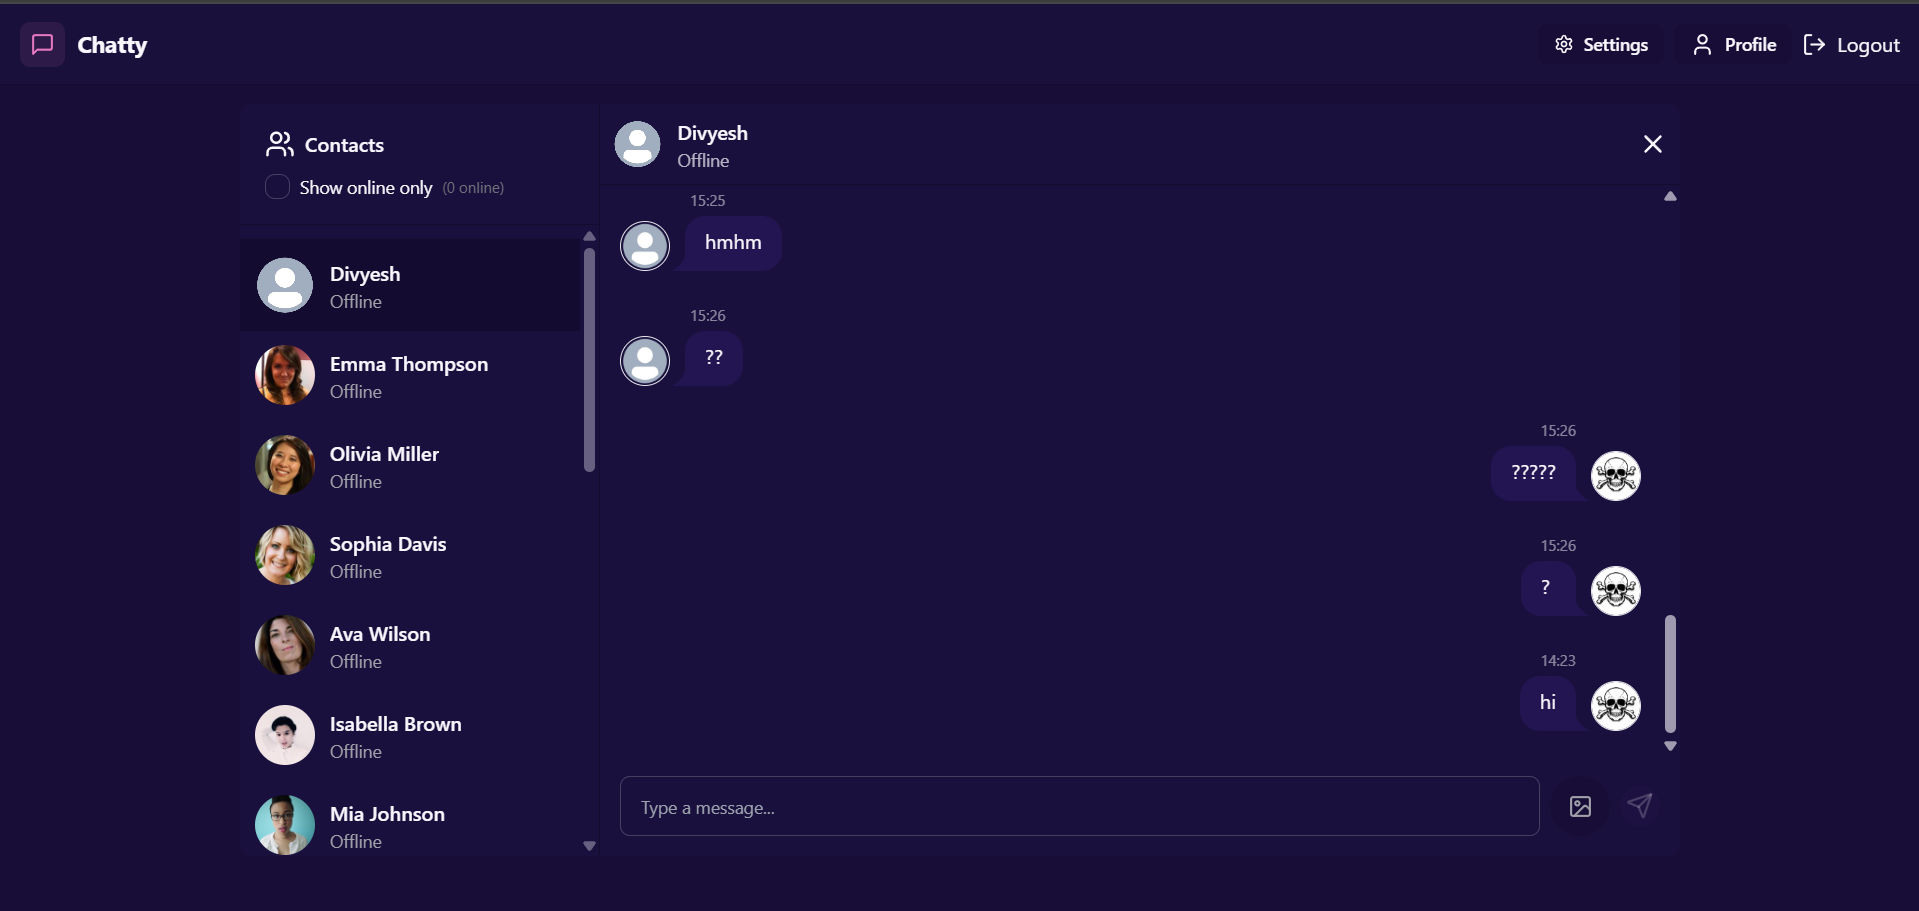 Chatty
Settings
Profile
Logout
Contacts
Show online only (0 online)
Divyesh
Offline
Emma Thompson
Offline
Olivia Miller
Offline
Sophia Davis
Offline
Ava Wilson
Offline
Isabella Brown
Offline
Mia Johnson
Offline
Divyesh
Offline
15:25
hmhm
15:26
??
15:26
?????
15:26
?
14:23
hi
Type a message...